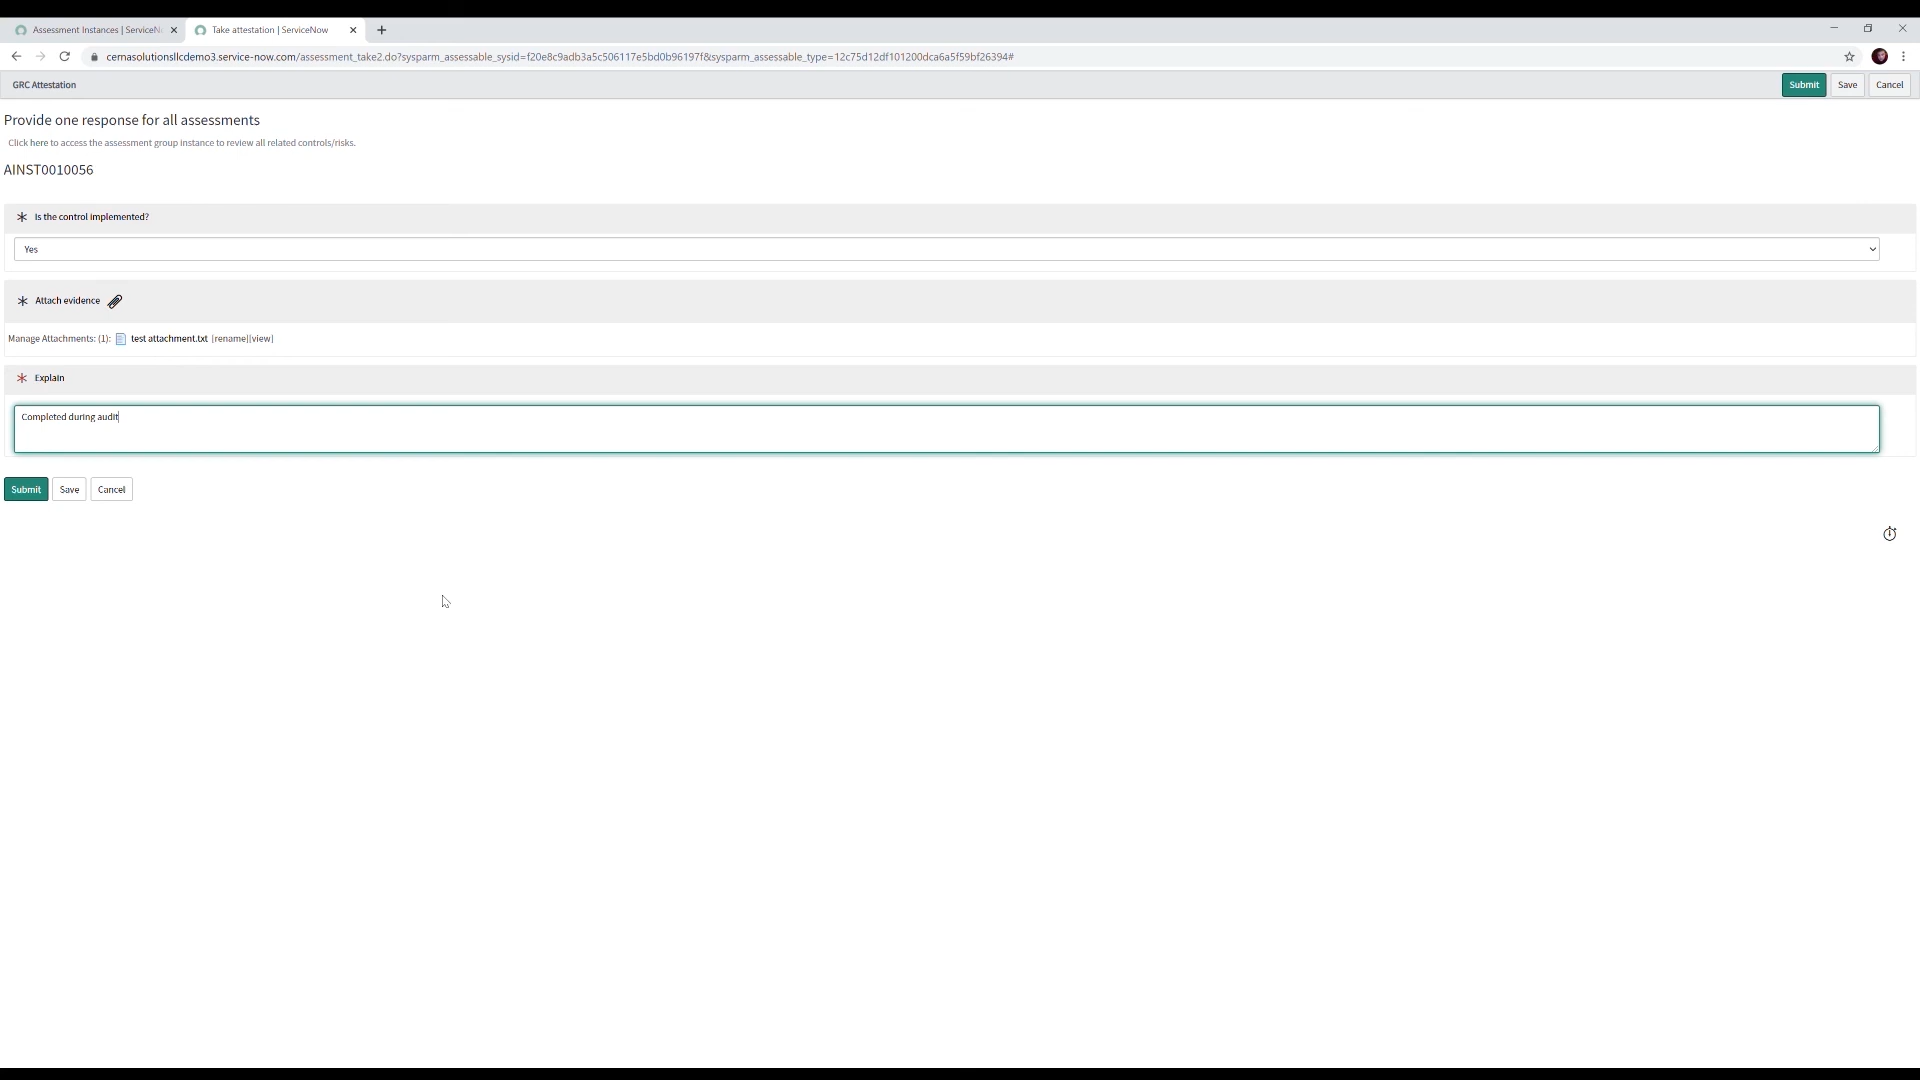 Assessment Instances | ServiceN
Take attestation | ServiceNow
cernasolutionsllcdemo3.service-now.com/assessment_take2.do?sysparm_assessable_sysid=f20e8c9adb3a5c506117e5bd0b96197f&sysparm_assessable_type=12c75d12df101200dca6a5f59bf26394#
GRC Attestation
Submit Save Cancel
Provide one response for all assessments
Click here to access the assessment group instance to review all related controls/risks.
AINST0010056
Is the control implemented?
Yes
Attach evidence
Manage Attachments: (1): test attachment.txt [rename][view]
Explain
Completed during audit
Submit Save Cancel